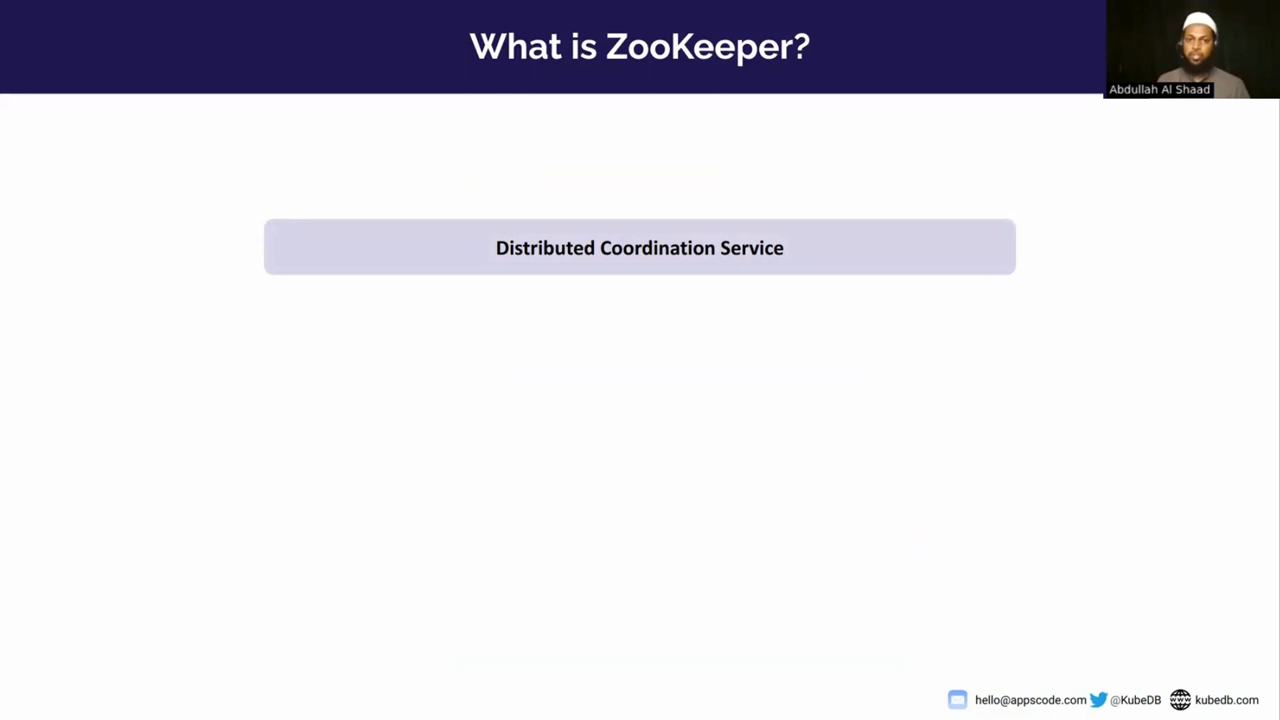 What is ZooKeeper?
Abdullah Al Shaad
Distributed Coordination Service
hello@appscode.com @KubeDB kubedb.com